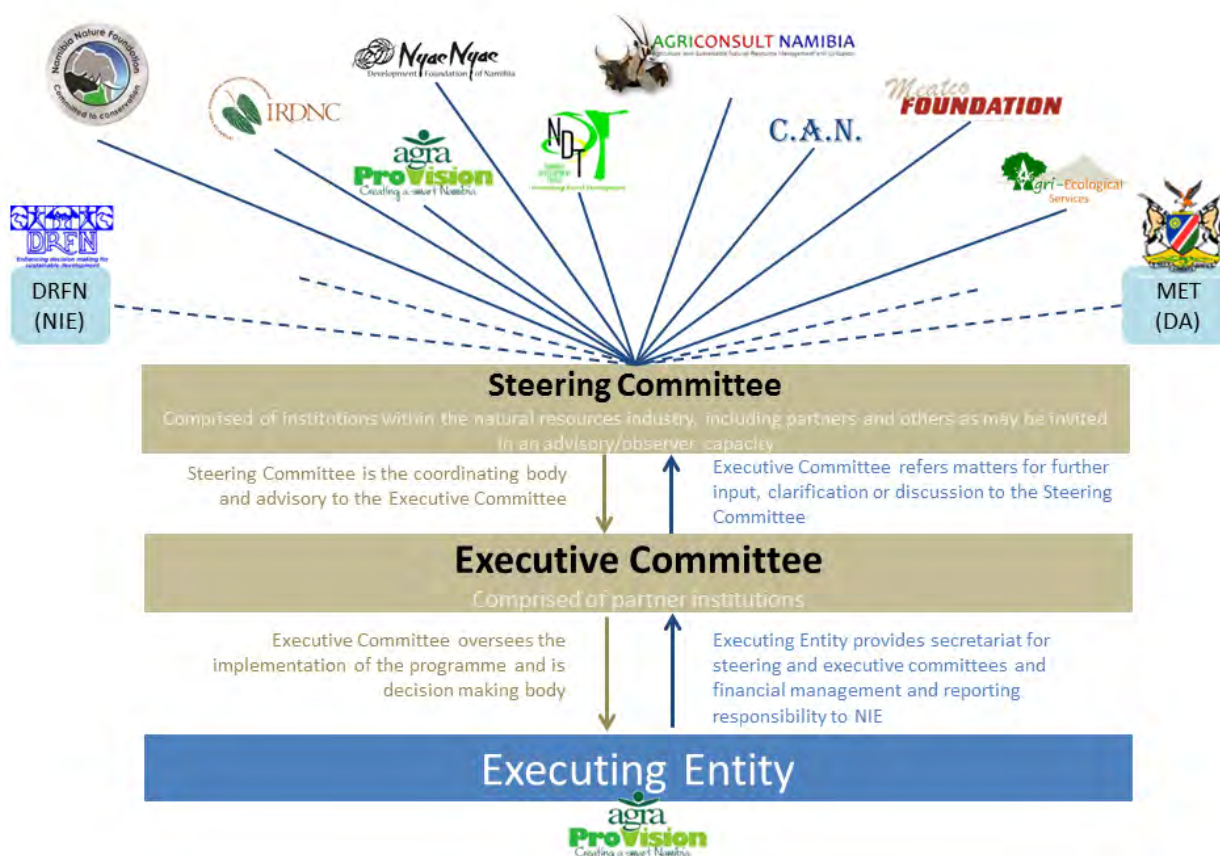 Namibia Nature Foundation
Committed to conservation
IRDNC
Nyae Nyae
Development Foundation of Namibia
AGRICONSULT NAMIBIA
agra
ProVision
Creating a smart Namibia
NDT
C.A.N.
Meatco
FOUNDATION
Agri-Ecological
Services
DRFN
Enhancing decision making for
sustainable development
DRFN
(NIE)
MET
(DA)
Steering Committee
Comprised of institutions within the natural resources industry, including partners and others as may be invited
in an advisory/observer capacity
Steering Committee is the coordinating body
and advisory to the Executive Committee
Executive Committee refers matters for further
input, clarification or discussion to the Steering
Committee
Executive Committee
Comprised of partner institutions
Executive Committee oversees the
implementation of the programme and is
decision making body
Executing Entity provides secretariat for
steering and executive committees and
financial management and reporting
responsibility to NIE
Executing Entity
agra
ProVision
Creating a smart Namibia